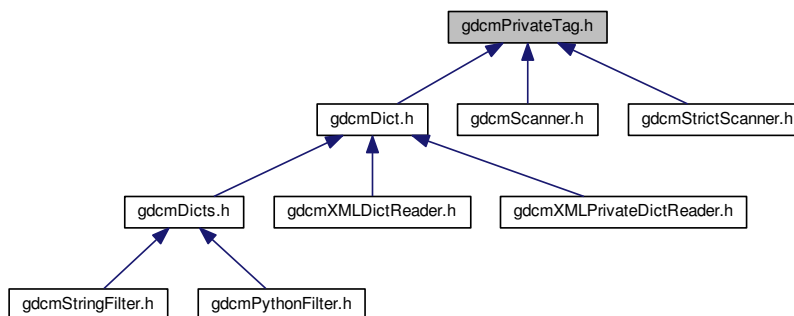 gdcmPrivateTag.h
gdcmDict.h
gdcmScanner.h
gdcmStrictScanner.h
gdcmDicts.h
gdcmXMLDictReader.h
gdcmXMLPrivateDictReader.h
gdcmStringFilter.h
gdcmPythonFilter.h